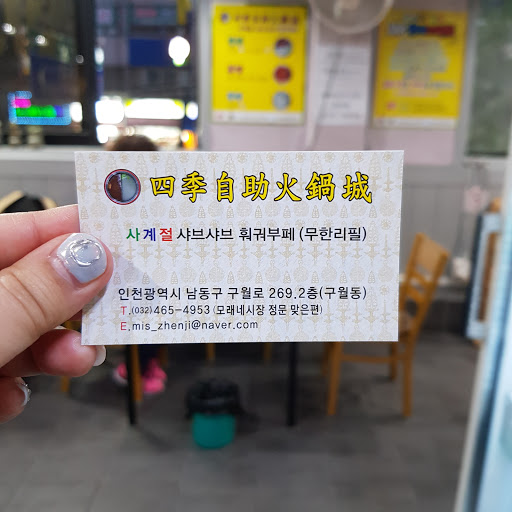 四季自助火鍋城
사계절 샤브샤브 훠궈부페 (무한리필)
인천광역시 남동구 구월로 269,2층(구월동)
T.(032)465-4953 (모래네시장 정문 맞은편)
E.mis_zhenji@naver.com